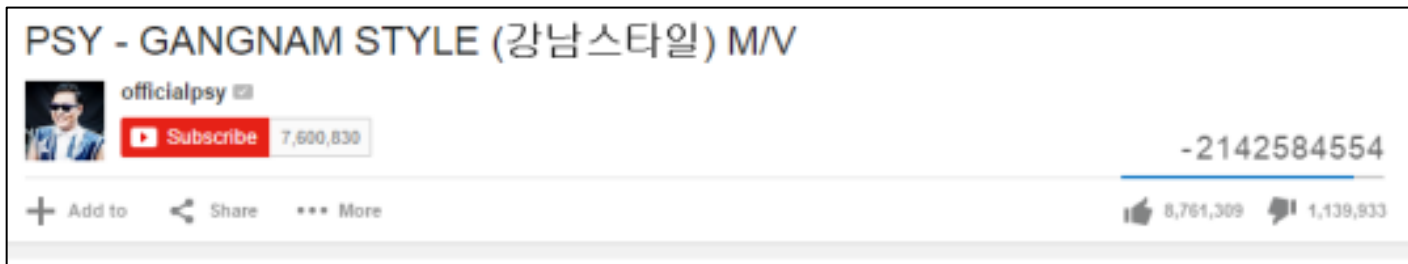 PSY - GANGNAM STYLE (강남스타일) M/V
officialpsy
Subscribe 7,600,830
-2142584554
Add to Share More 8,761,309 1,139,933